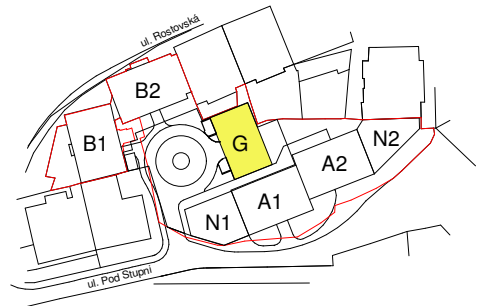 ul. Rostovská
B2
B1
G
N2
A2
A1
N1
ul. Pod Stupni